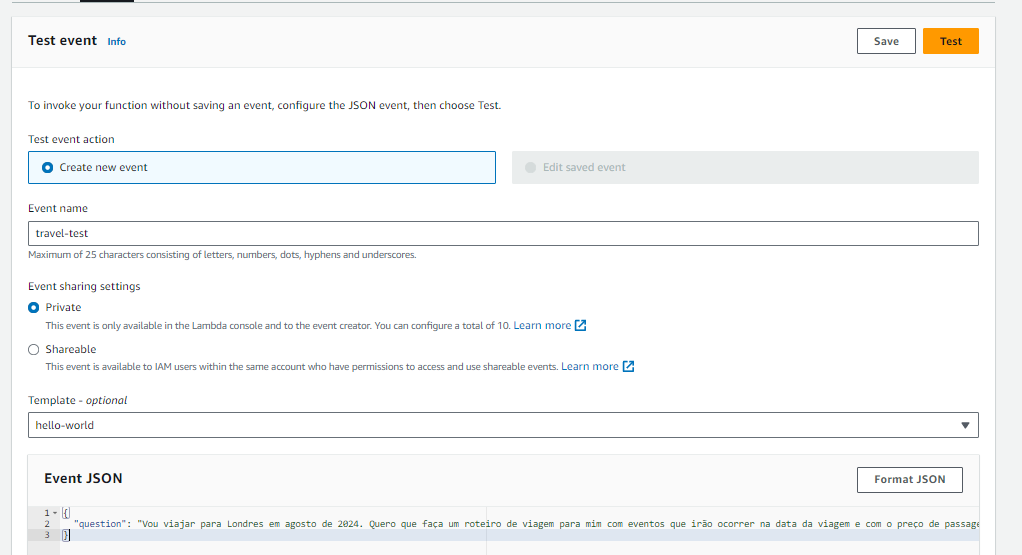 Test event Info Save Test
To invoke your function without saving an event, configure the JSON event, then choose Test.
Test event action
Create new event Edit saved event
Event name
travel-test
Maximum of 25 characters consisting of letters, numbers, dots, hyphens and underscores.
Event sharing settings
Private
This event is only available in the Lambda console and to the event creator. You can configure a total of 10. Learn more
Shareable
This event is available to IAM users within the same account who have permissions to access and use shareable events. Learn more
Template - optional
hello-world
Event JSON Format JSON
1 {
2 "question": "Vou viajar para Londres em agosto de 2024. Quero que faça um roteiro de viagem para mim com eventos que irão ocorrer na data da viagem e com o preço de passage
3 }